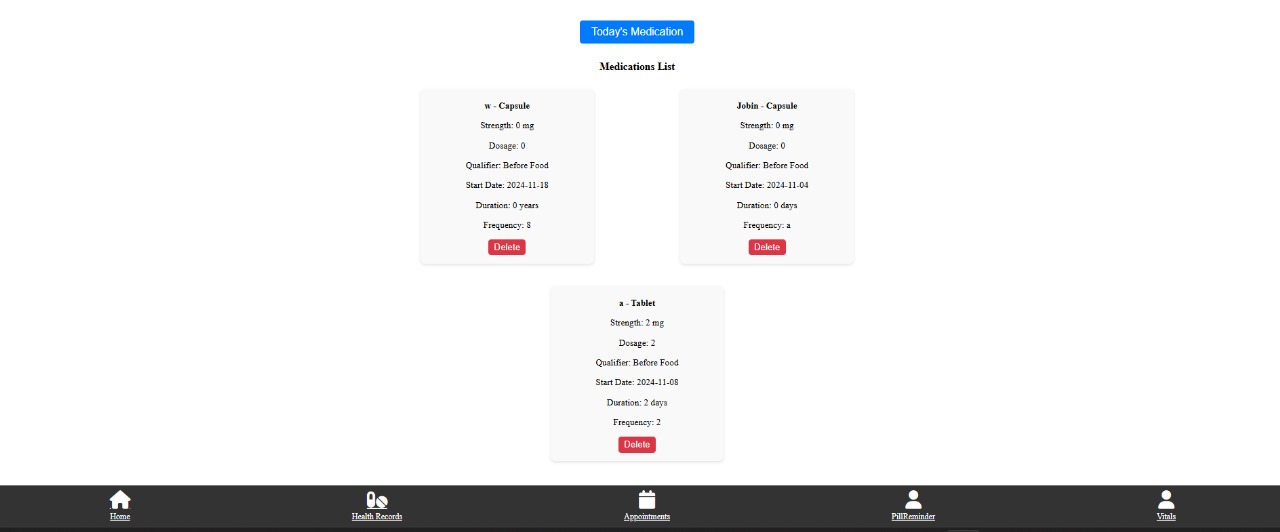 Today's Medication
Medications List
w - Capsule
Strength: 0 mg
Dosage: 0
Qualifier: Before Food
Start Date: 2024-11-18
Duration: 0 years
Frequency: 8
Delete
Jobin - Capsule
Strength: 0 mg
Dosage: 0
Qualifier: Before Food
Start Date: 2024-11-04
Duration: 0 days
Frequency: a
Delete
a - Tablet
Strength: 2 mg
Dosage: 2
Qualifier: Before Food
Start Date: 2024-11-08
Duration: 2 days
Frequency: 2
Delete
Home
Health Records
Appointments
PillReminder
Vitals